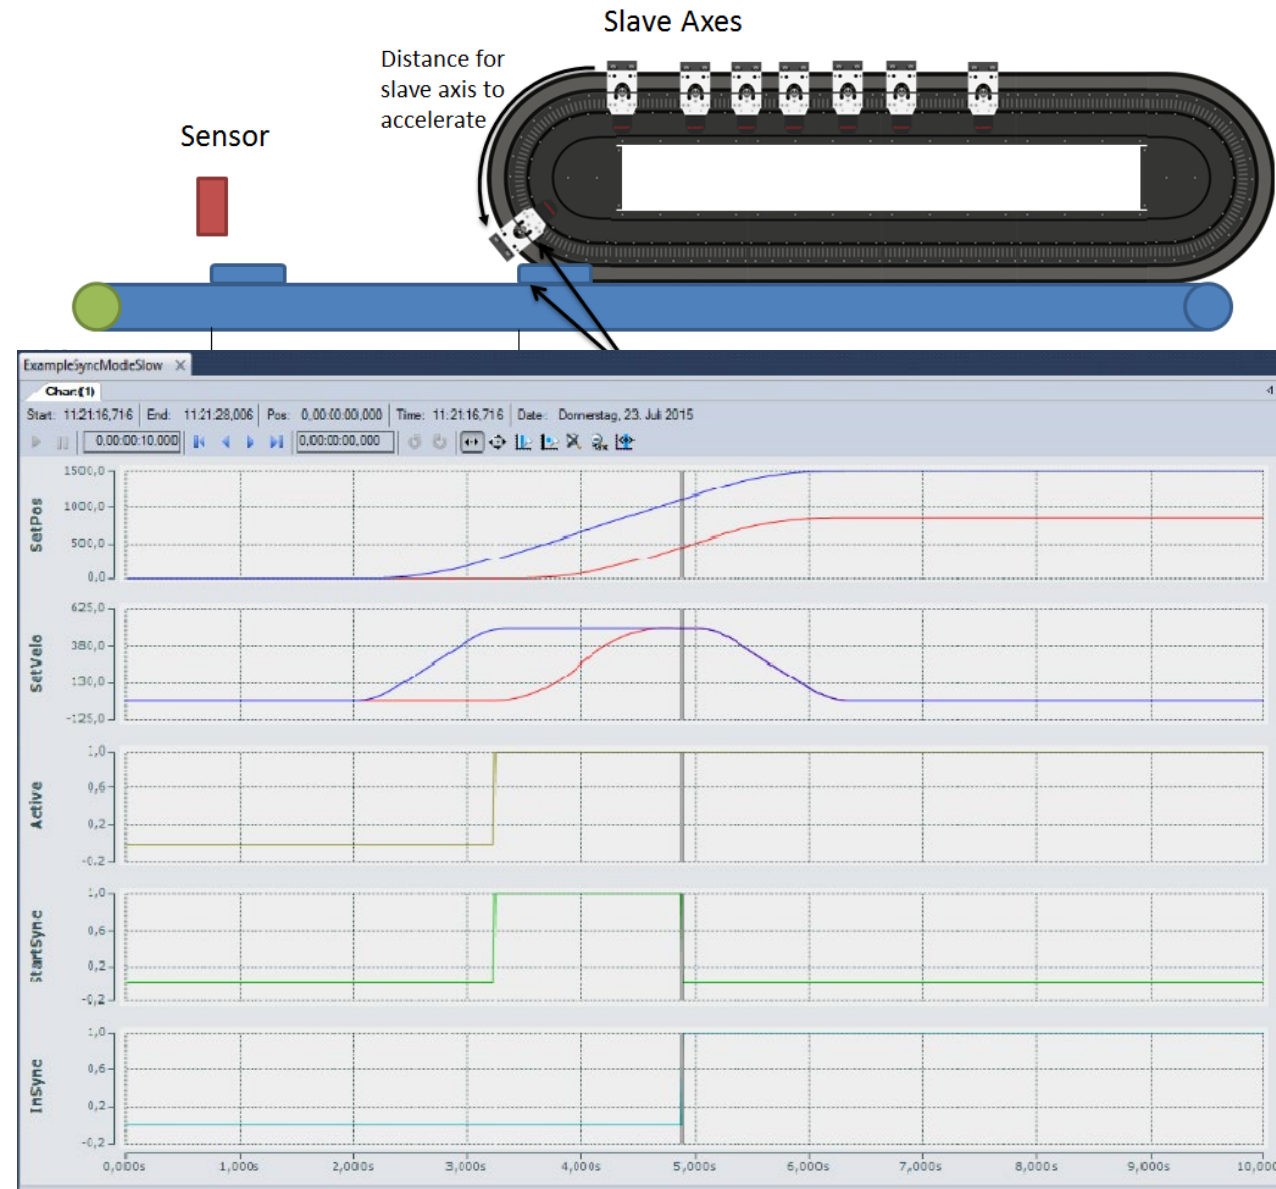 Slave Axes
Distance for
slave axis to
accelerate
Sensor
ExampleSyncModeSlow X
Chart(1)
Start: 11:21:16,716 End: 11:21:28,006 Pos: 0,00:00:00,000 Time: 11:21:16,716 Date: Donnerstag, 23. Juli 2015
0,00:00:10,000 0,00:00:00,000
SetPos
1500,0
1000,0
500,0
0,0
SetVelo
625,0
380,0
130,0
-125,0
Active
1,0
0,6
0,2
-0,2
StartSync
1,0
0,6
0,2
-0,2
InSync
1,0
0,6
0,2
-0,2
0,000s 1,000s 2,000s 3,000s 4,000s 5,000s 6,000s 7,000s 8,000s 9,000s 10,000